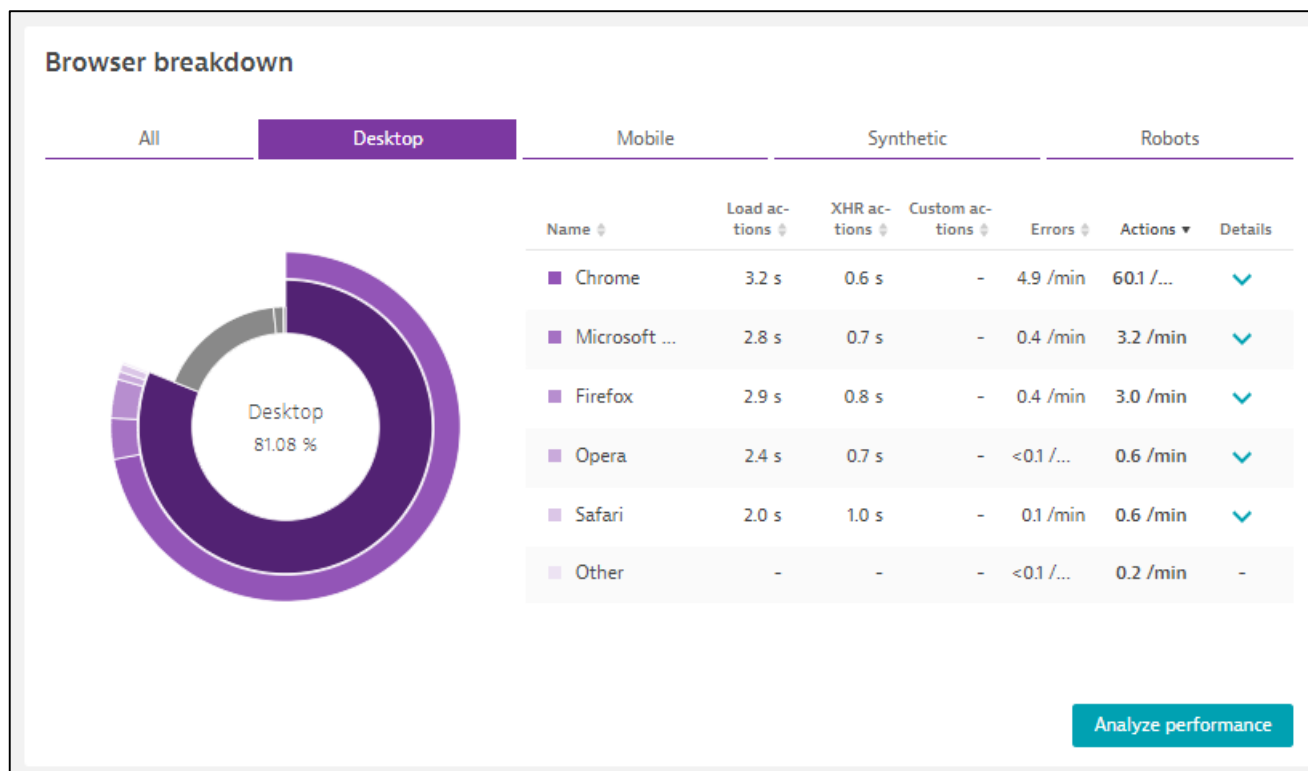 Browser breakdown
All Desktop Mobile Synthetic Robots
Name Load ac- XHR ac- Custom ac- Errors Actions Details
tions tions tions
Chrome 3.2 s 0.6 s - 4.9 /min 60.1 /...
Microsoft ... 2.8 s 0.7 s - 0.4 /min 3.2 /min
Firefox 2.9 s 0.8 s - 0.4 /min 3.0 /min
Opera 2.4 s 0.7 s - <0.1 /... 0.6 /min
Safari 2.0 s 1.0 s - 0.1 /min 0.6 /min
Other - - - <0.1 /... 0.2 /min -
Desktop
81.08 %
Analyze performance